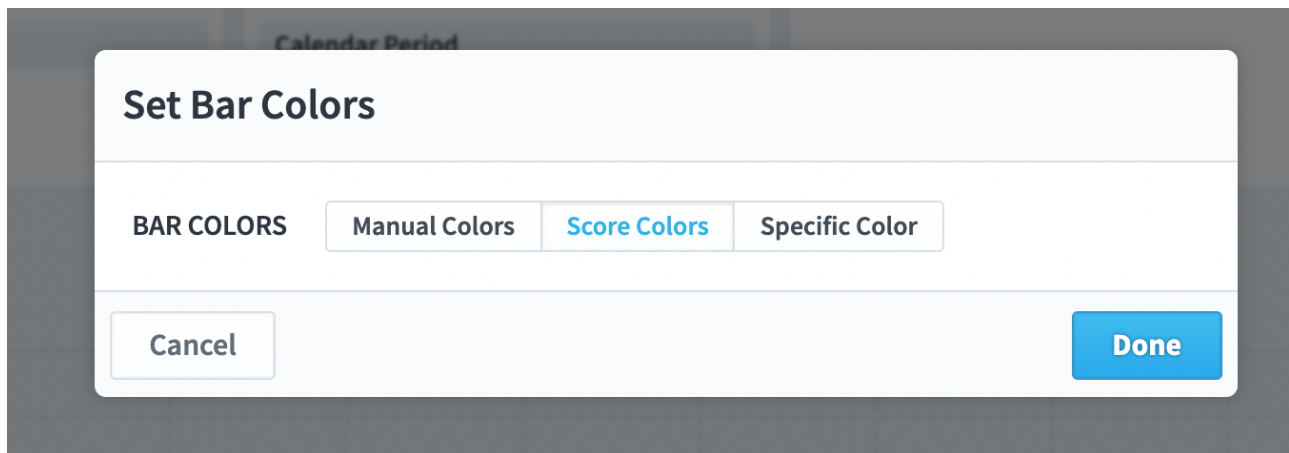 Calendar Period
Set Bar Colors
BAR COLORS Manual Colors Score Colors Specific Color
Cancel Done